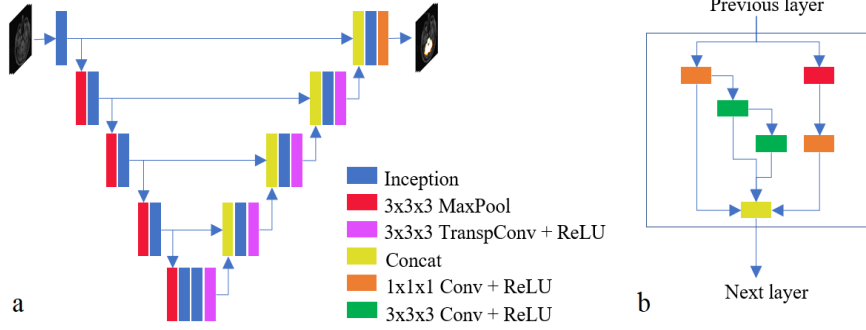 Previous layer
Inception
3x3x3 MaxPool
3x3x3 TranspConv + ReLU
Concat
1x1x1 Conv + ReLU
3x3x3 Conv + ReLU
a
b
Next layer